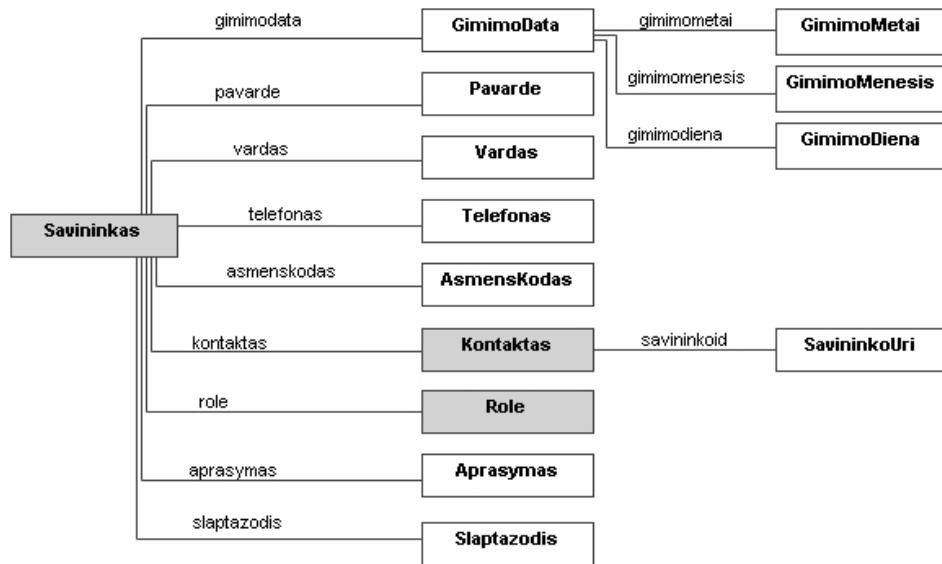 gimimodata
GimimoData
gimimometai
GimimoMetai
pavarde
Pavarde
gimimomenesis
GimimoMenesis
vardas
Vardas
gimimodiena
GimimoDiena
Savininkas
telefonas
Telefonas
asmenskodas
AsmensKodas
kontaktas
Kontaktas
savininkoid
SavininkoUri
role
Role
aprasymas
Aprasymas
slaptazodis
Slaptazodis